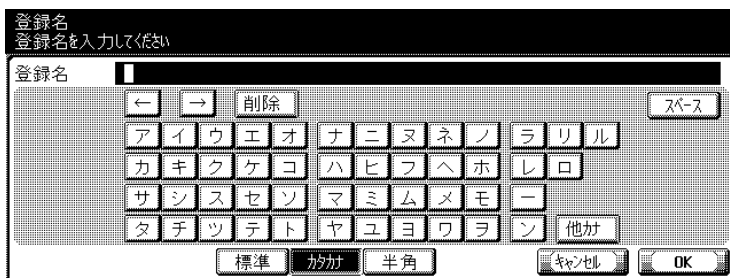 登録名
登録名を入力してください
登録名
← → 削除 スペース
ア イ ウ エ オ ナ ニ ヌ ネ ノ ラ リ ル
カ キ ク ケ コ ハ ヒ フ ヘ ホ レ ロ
サ シ ス セ ソ マ ミ ム メ モ ー
タ チ ツ テ ト ヤ ユ ヨ ワ ヲ ン 他カナ
標準 カタカナ 半角 キャンセル OK